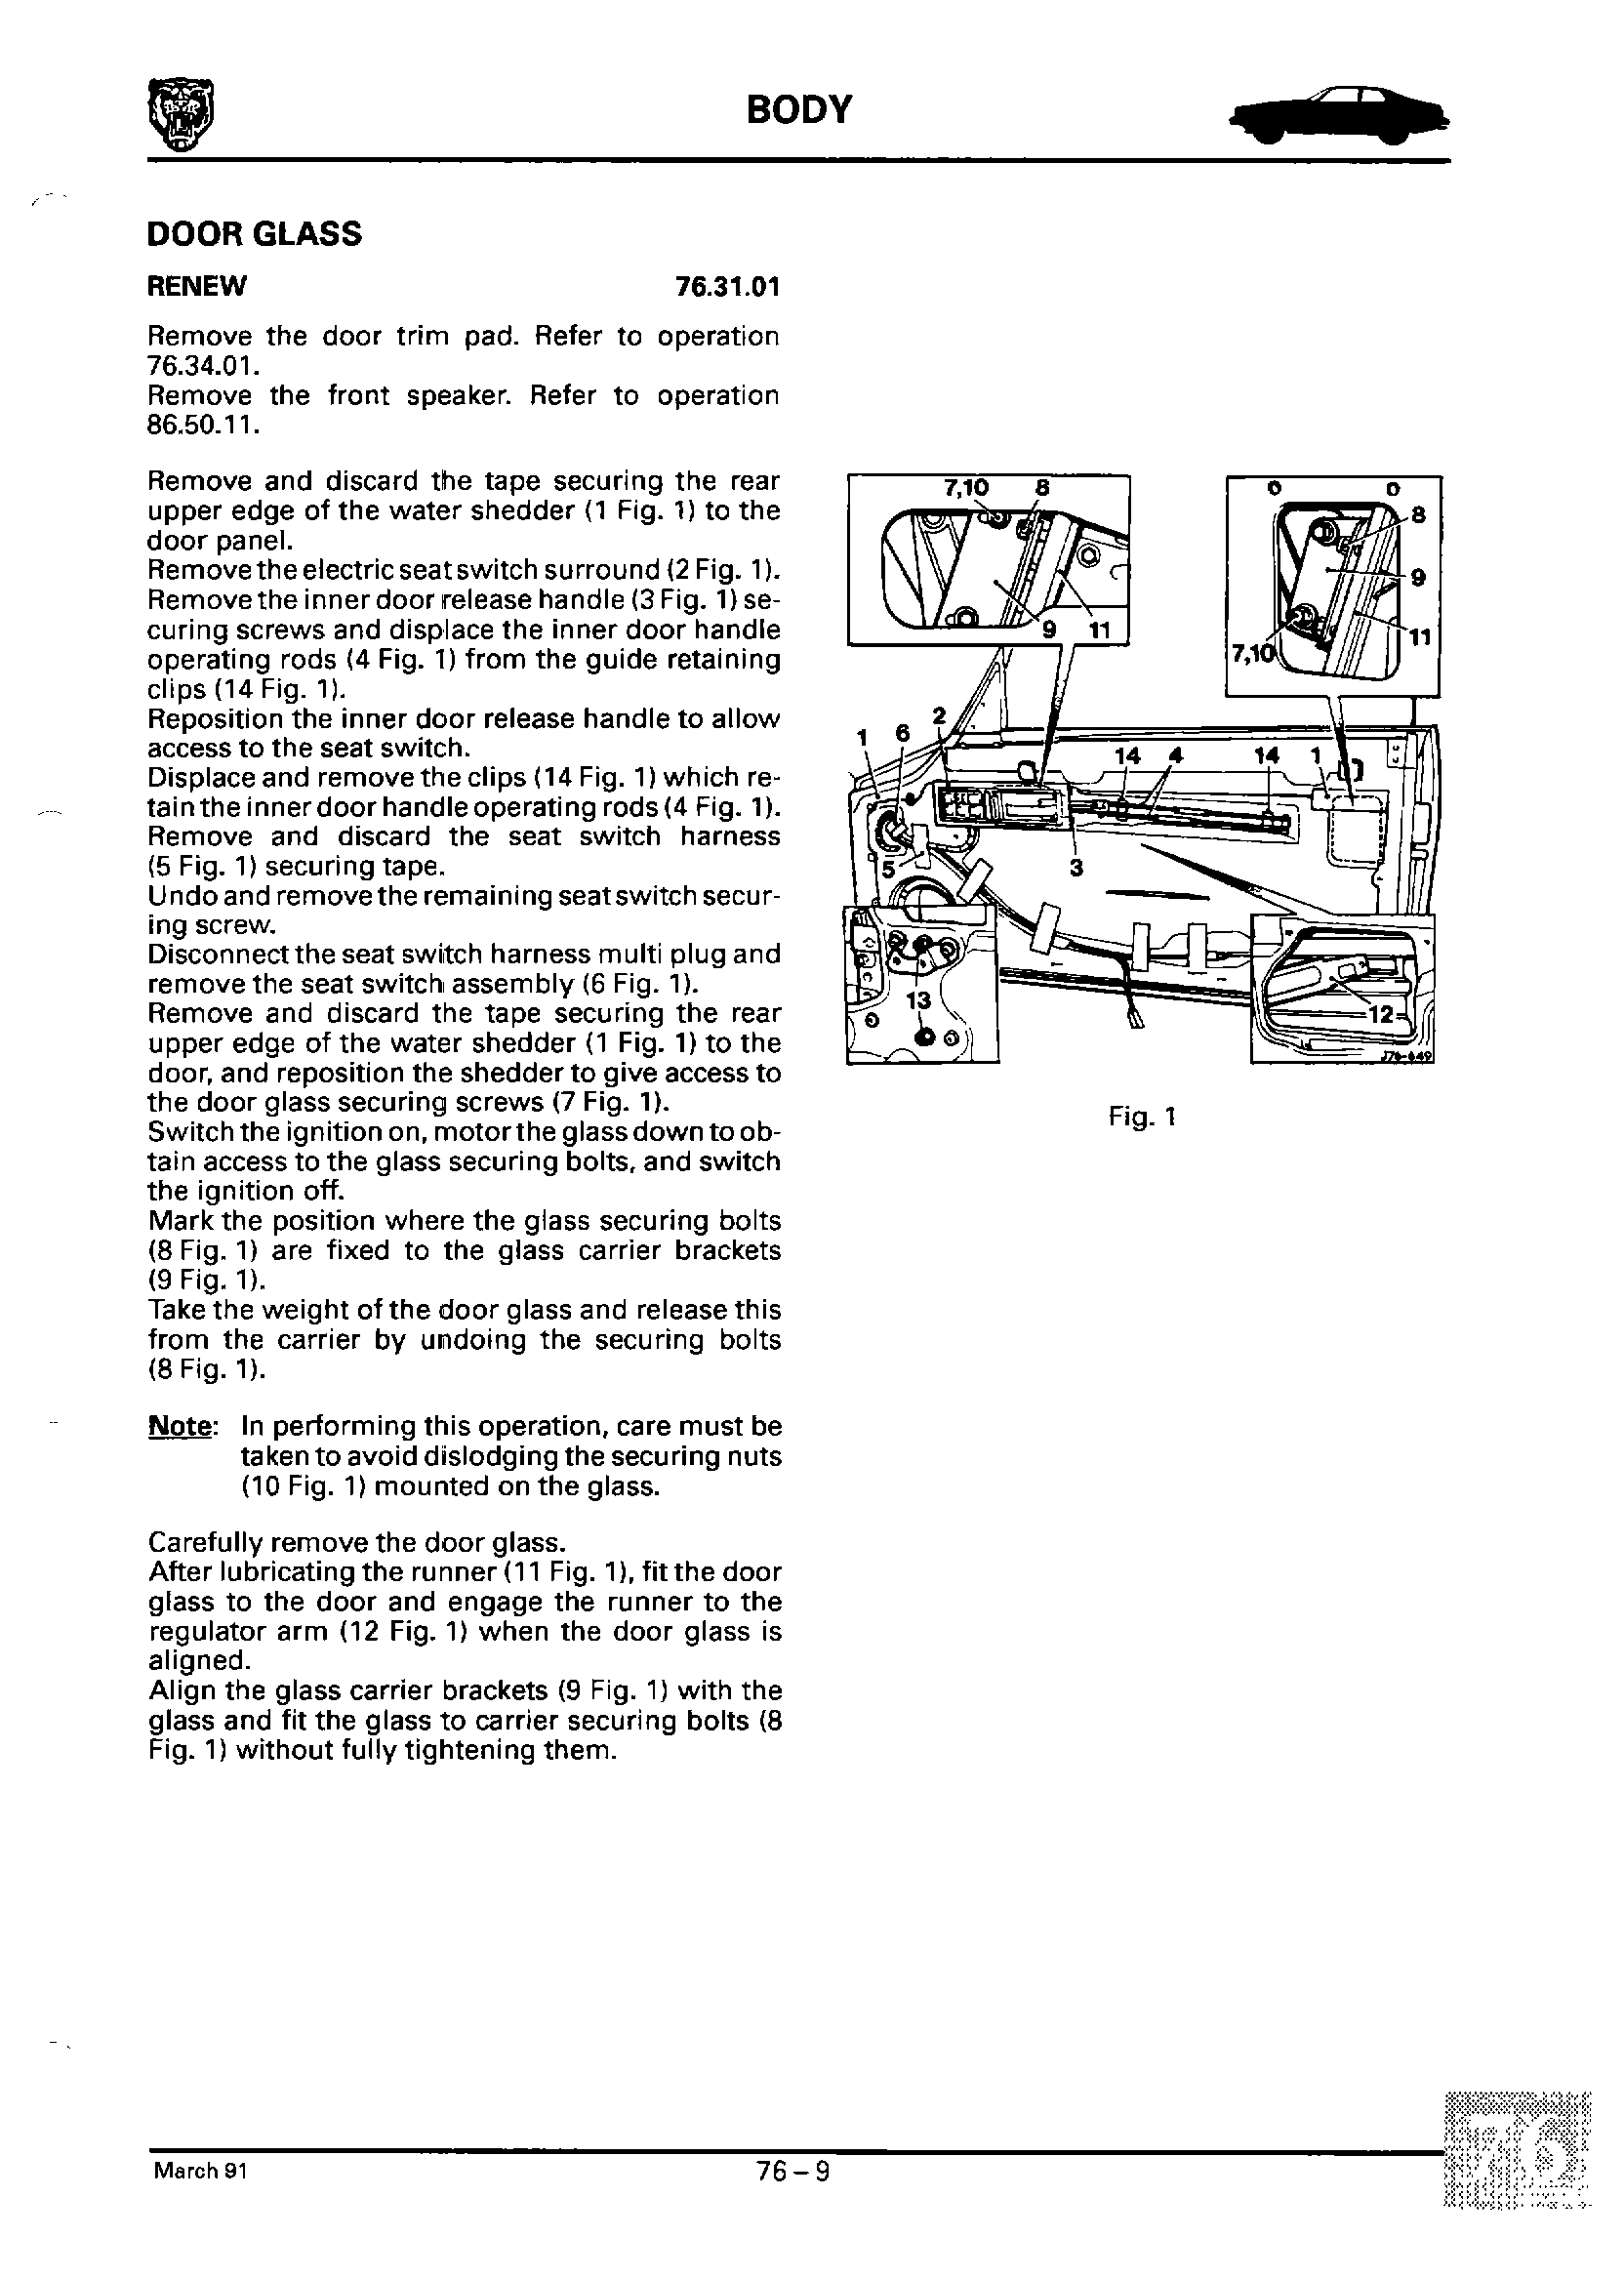 BODY
DOOR GLASS
RENEW 76.31.01
Remove the door trim pad. Refer to operation
76.34.01.
Remove the front speaker. Refer to operation
86.50.11.
Remove and discard the tape securing the rear
upper edge of the water shedder (1 Fig. 1) to the
door panel.
Remove the electric seat switch surround (2 Fig. 1).
Remove the inner door release handle (3 Fig. 1) se-
curing screws and displace the inner door handle
operating rods (4 Fig. 1) from the guide retaining
clips (14 Fig. 1).
Reposition the inner door release handle to allow
access to the seat switch.
Displace and remove the clips (14 Fig. 1) which re-
tain the inner door handle operating rods (4 Fig. 1).
Remove and discard the seat switch harness
(5 Fig. 1) securing tape.
Undo and remove the remaining seat switch secur-
ing screw.
Disconnect the seat switch harness multi plug and
remove the seat switch assembly (6 Fig. 1).
Remove and discard the tape securing the rear
upper edge of the water shedder (1 Fig. 1) to the
door, and reposition the shedder to give access to
the door glass securing screws (7 Fig. 1).
Switch the ignition on, motor the glass down to ob-
tain access to the glass securing bolts, and switch
the ignition off.
Mark the position where the glass securing bolts
(8 Fig. 1) are fixed to the glass carrier brackets
(9 Fig. 1).
Take the weight of the door glass and release this
from the carrier by undoing the securing bolts
(8 Fig. 1).
Note: In performing this operation, care must be
taken to avoid dislodging the securing nuts
(10 Fig. 1) mounted on the glass.
Carefully remove the door glass.
After lubricating the runner (11 Fig. 1), fit the door
glass to the door and engage the runner to the
regulator arm (12 Fig. 1) when the door glass is
aligned.
Align the glass carrier brackets (9 Fig. 1) with the
glass and fit the glass to carrier securing bolts (8
Fig. 1) without fully tightening them.
7,10 8
9 11
8
9
11
7,10
1 6 2
14 4 14 1
5 3
13
12
J76-649
Fig. 1
March 91 76–9
76